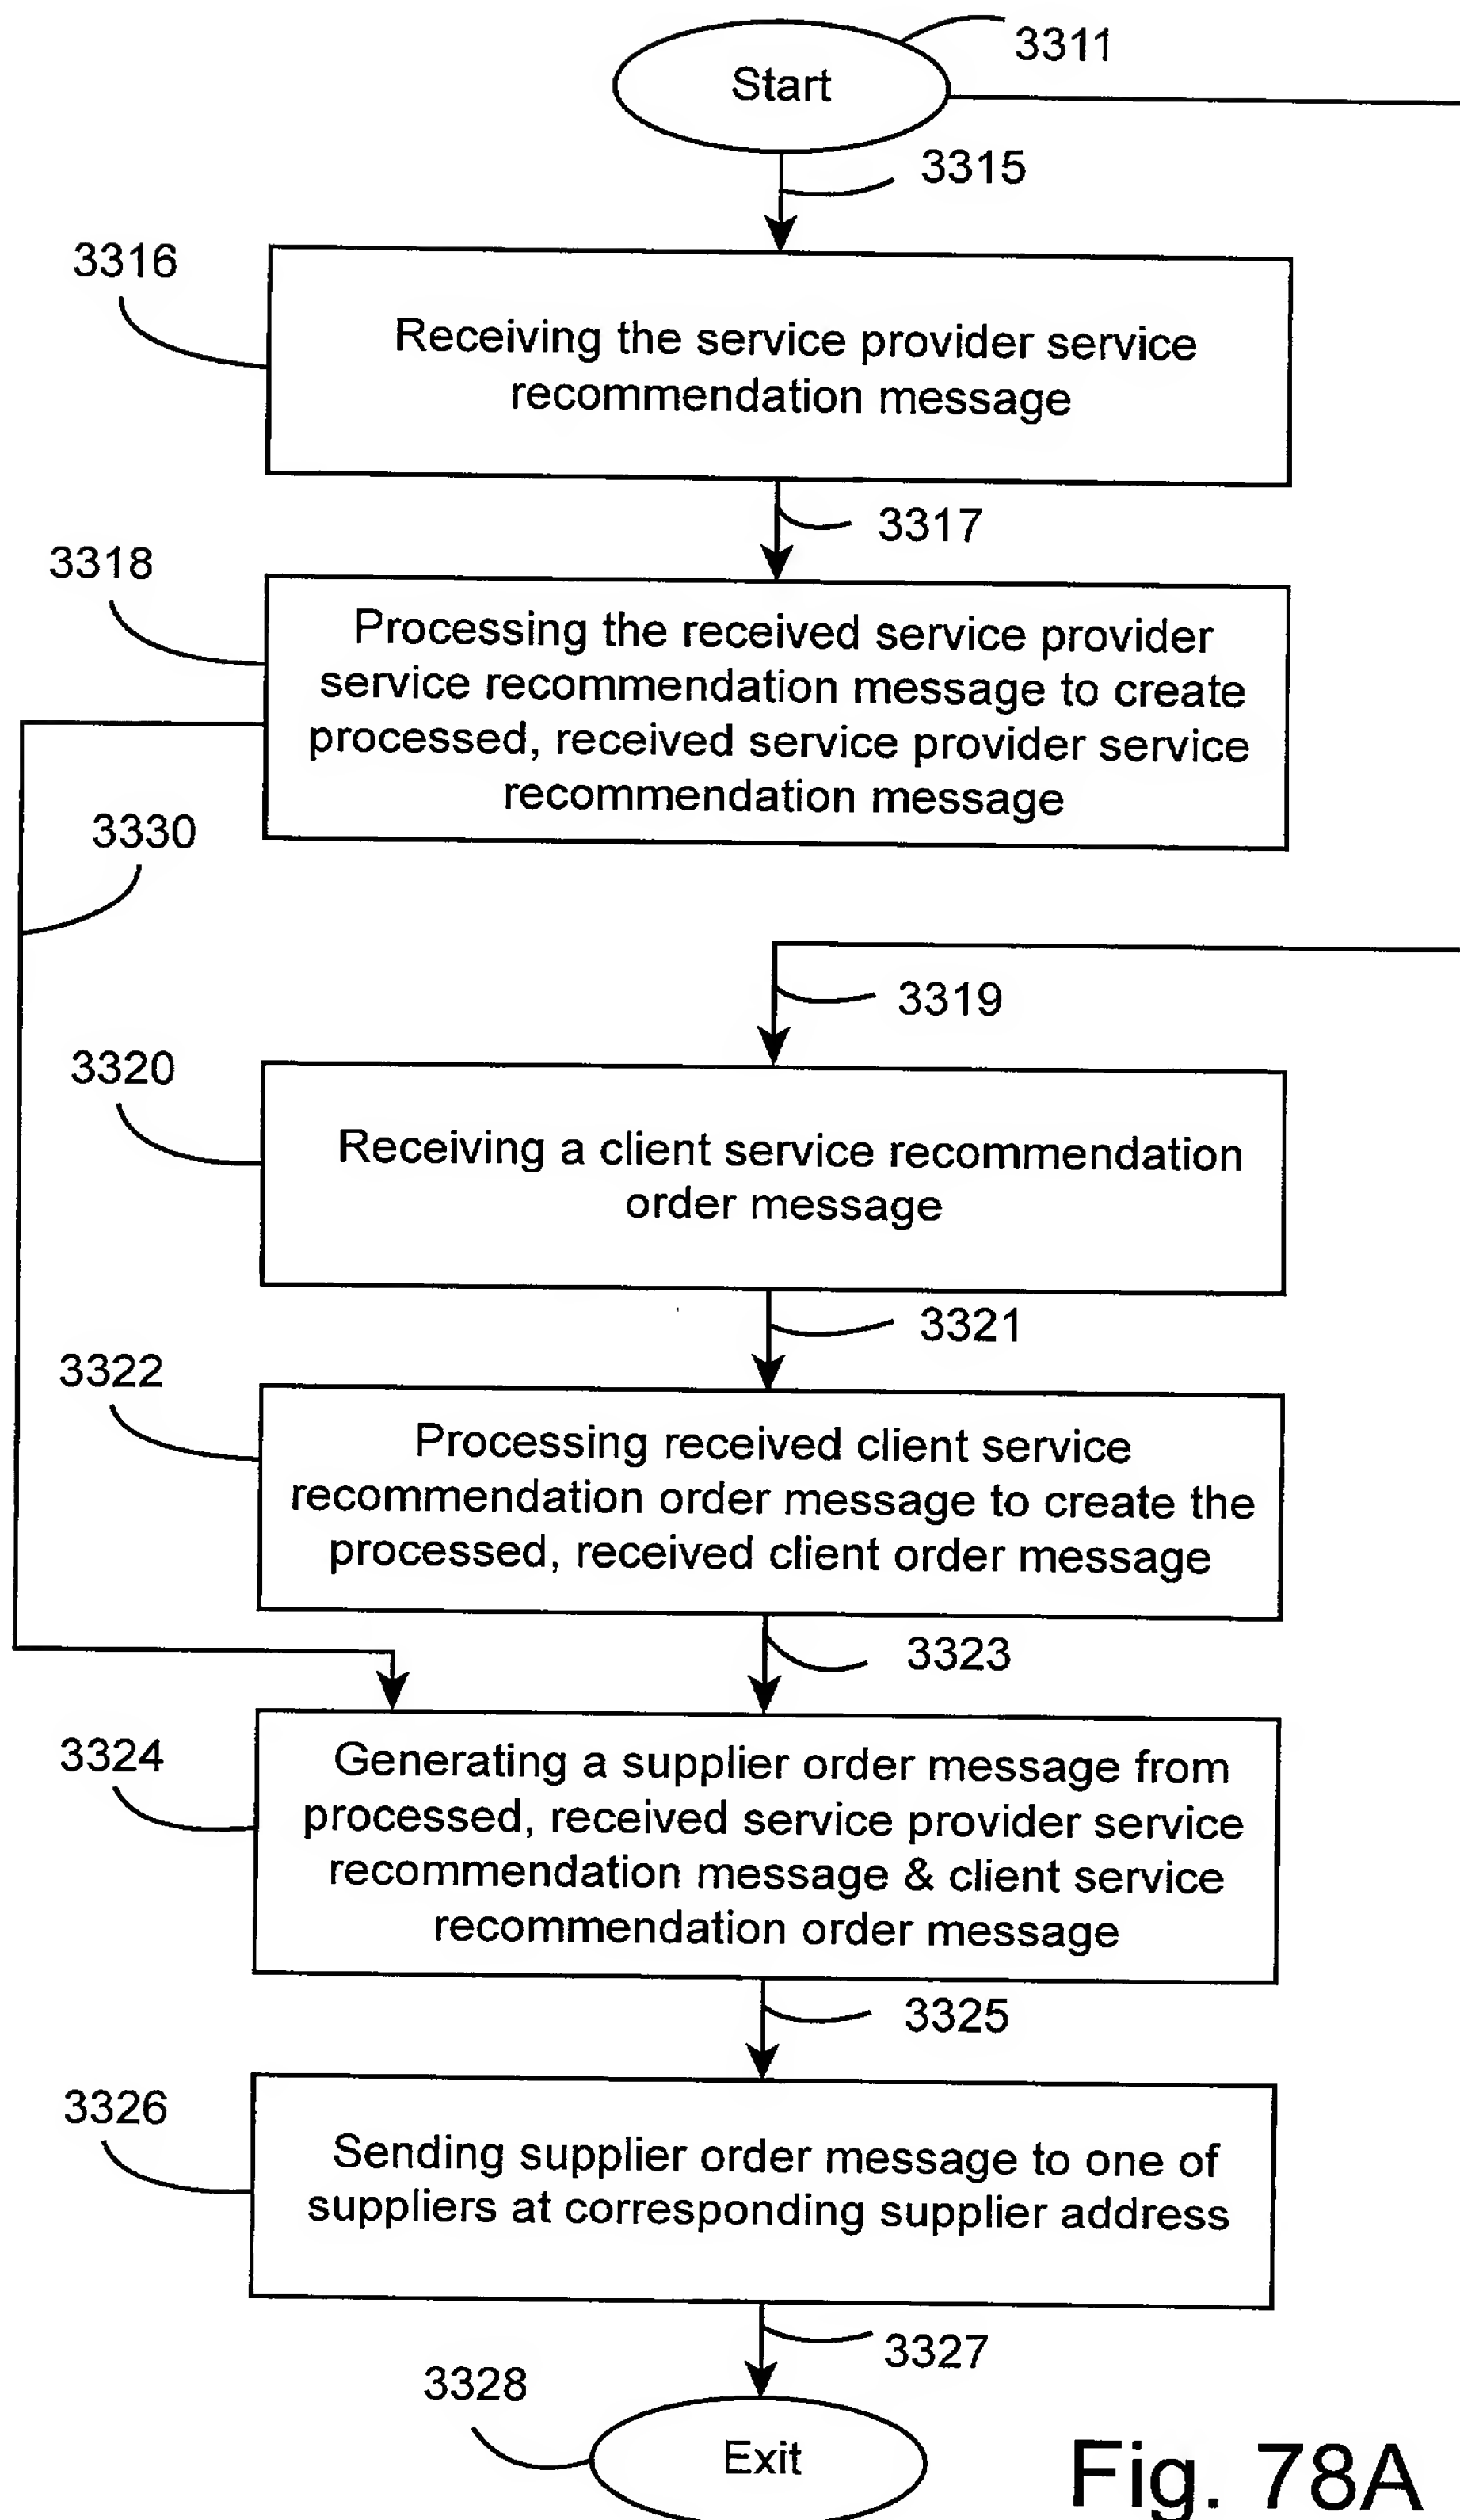 3311
Start
3315
3316
Receiving the service provider service
recommendation message
3317
3318
Processing the received service provider
service recommendation message to create
processed, received service provider service
recommendation message
3330
3319
3320
Receiving a client service recommendation
order message
3321
3322
Processing received client service
recommendation order message to create the
processed, received client order message
3323
3324
Generating a supplier order message from
processed, received service provider service
recommendation message & client service
recommendation order message
3325
3326
Sending supplier order message to one of
suppliers at corresponding supplier address
3327
3328
Exit
Fig. 78A